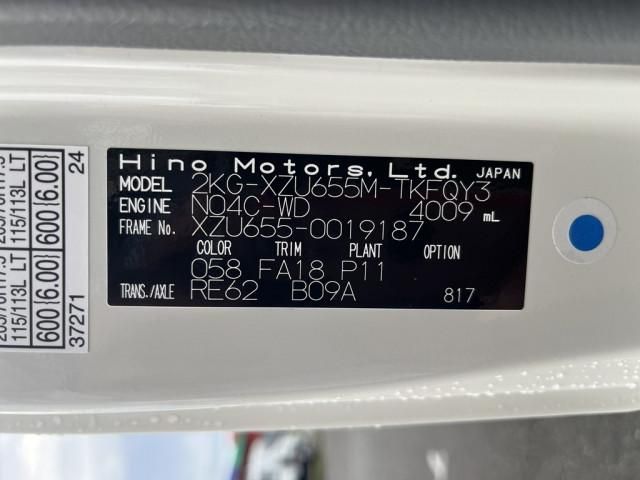 Hino Motors, Ltd. JAPAN
MODEL 2KG-XZU655M-TKFQY3
ENGINE N04C-WD 4009 mL
FRAME No. XZU655-0019187
COLOR TRIM PLANT OPTION
058 FA18 P11
TRANS./AXLE RE62 B09A 817
115/113L LT
600{6.00}
115/113L LT
600{6.00}
37271
24